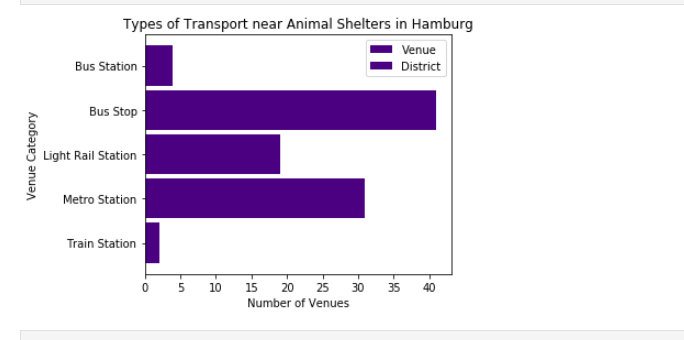 Types of Transport near Animal Shelters in Hamburg
Venue
District
Venue Category
Bus Station
Bus Stop
Light Rail Station
Metro Station
Train Station
0 5 10 15 20 25 30 35 40
Number of Venues